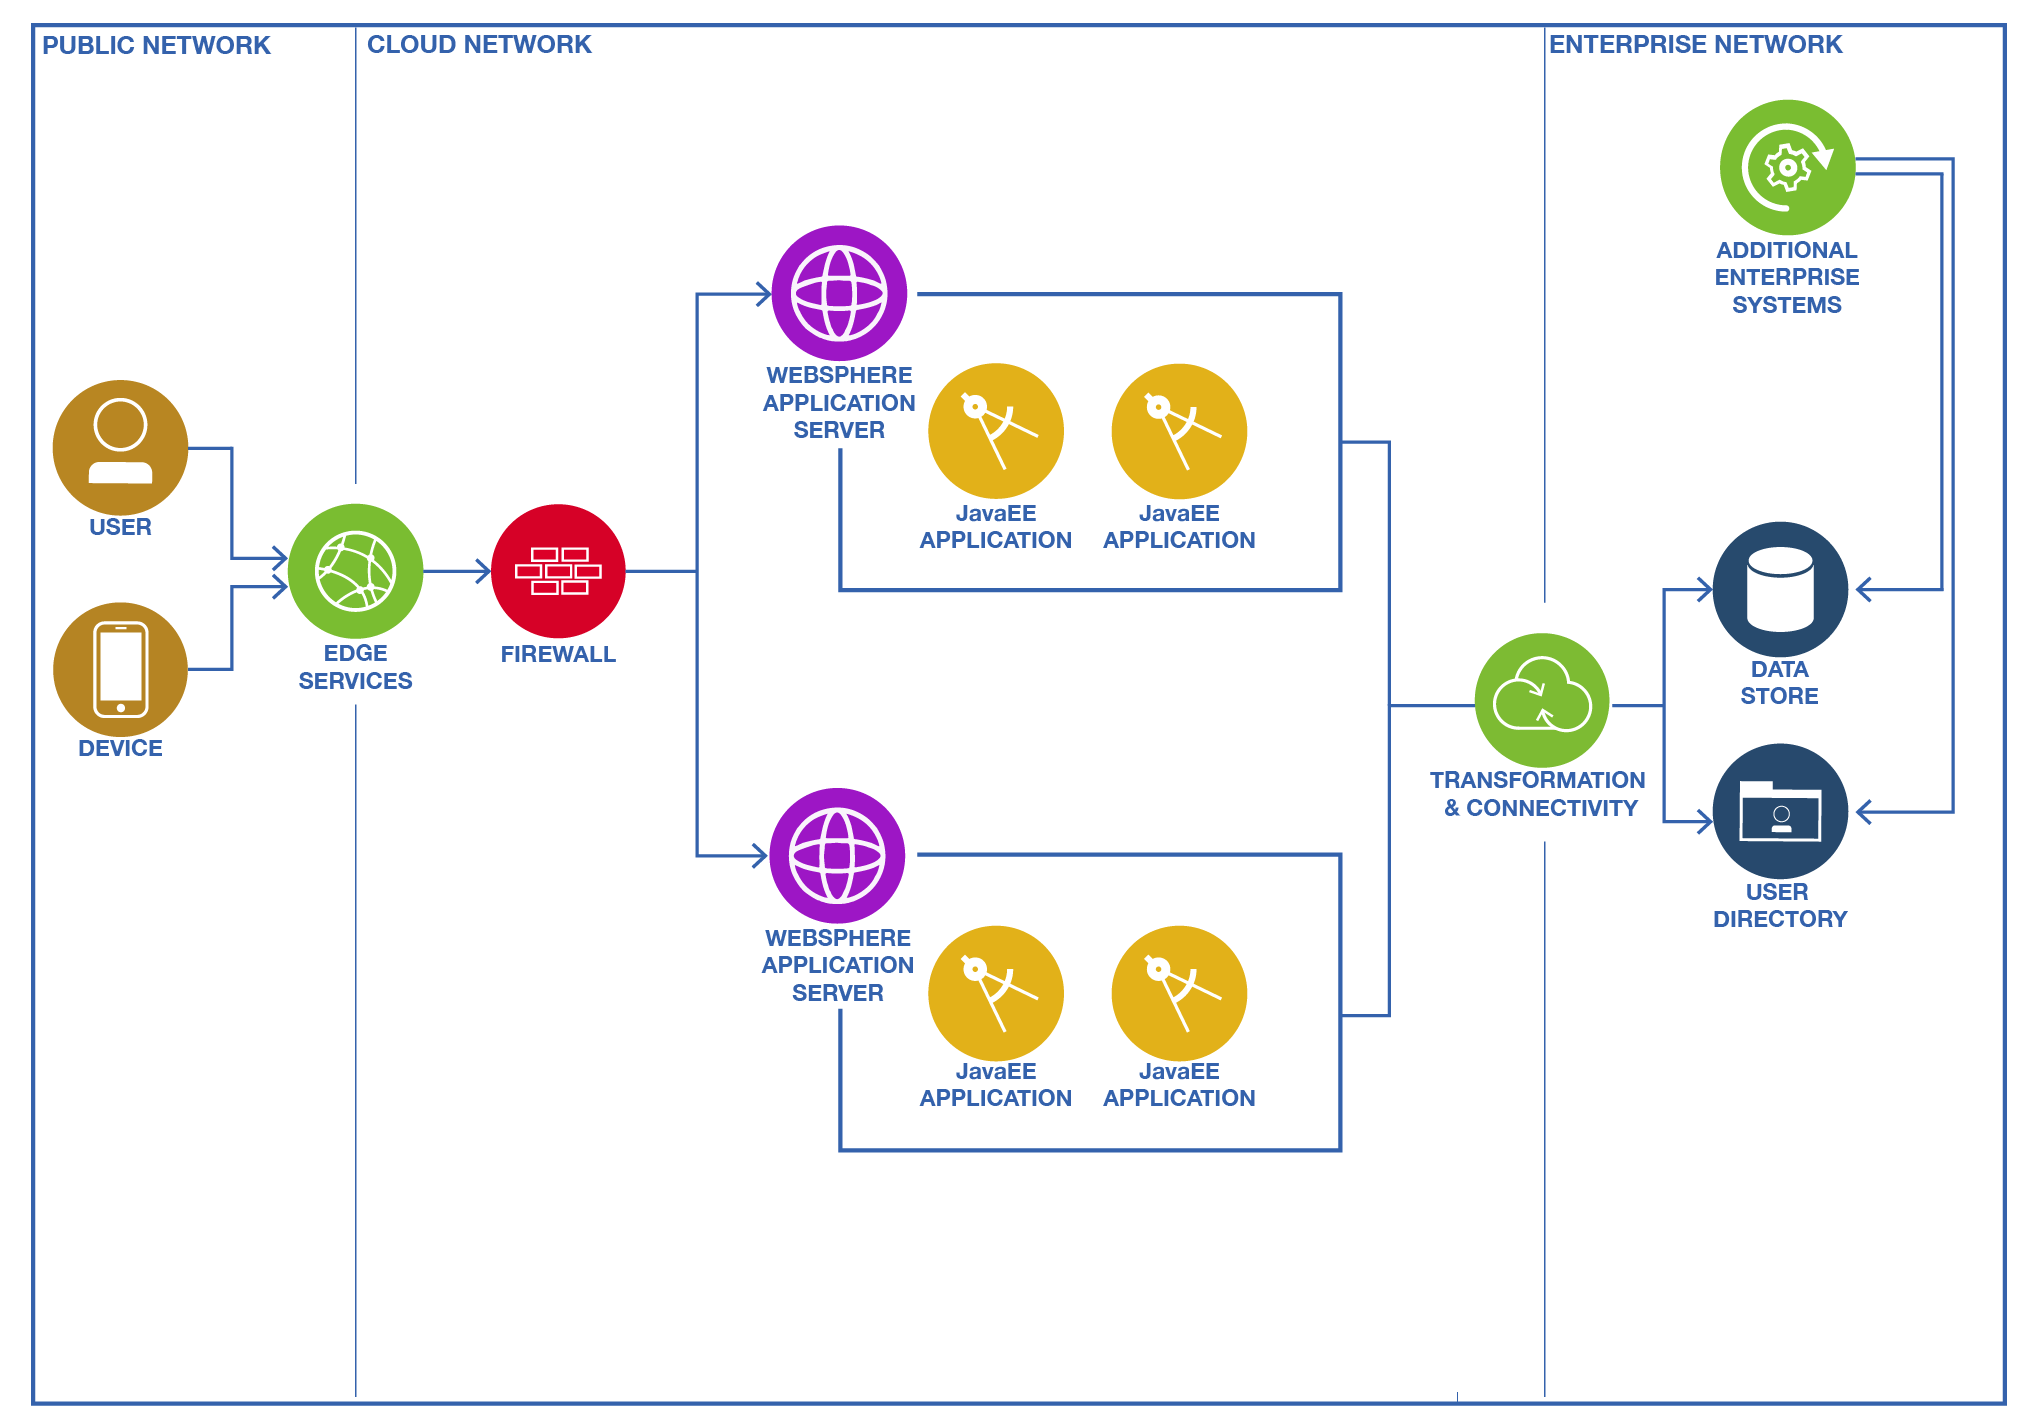 PUBLIC NETWORK
CLOUD NETWORK
ENTERPRISE NETWORK
ADDITIONAL
ENTERPRISE
SYSTEMS
WEBSPHERE
APPLICATION
SERVER
JavaEE
APPLICATION
JavaEE
APPLICATION
USER
EDGE
SERVICES
FIREWALL
DEVICE
DATA
STORE
TRANSFORMATION
& CONNECTIVITY
USER
DIRECTORY
WEBSPHERE
APPLICATION
SERVER
JavaEE
APPLICATION
JavaEE
APPLICATION